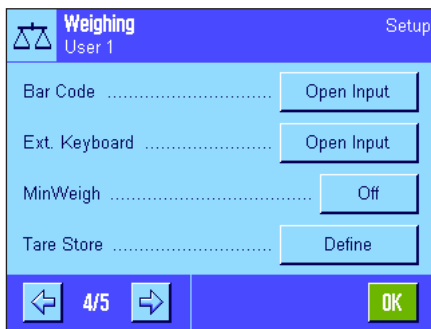 Weighing Setup
User 1
Bar Code ............................ Open Input
Ext. Keyboard ..................... Open Input
MinWeigh ................................... Off
Tare Store ........................... Define
4/5 OK